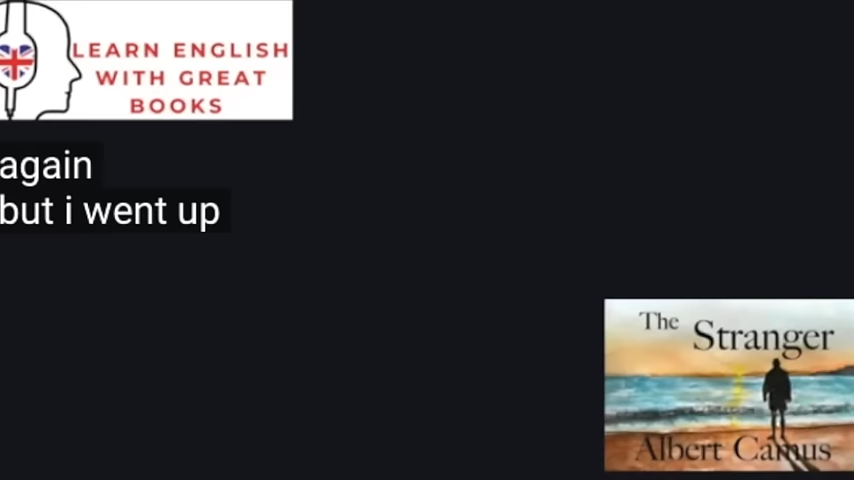 LEARN ENGLISH
WITH GREAT
BOOKS
again
but i went up
The Stranger
Albert Camus